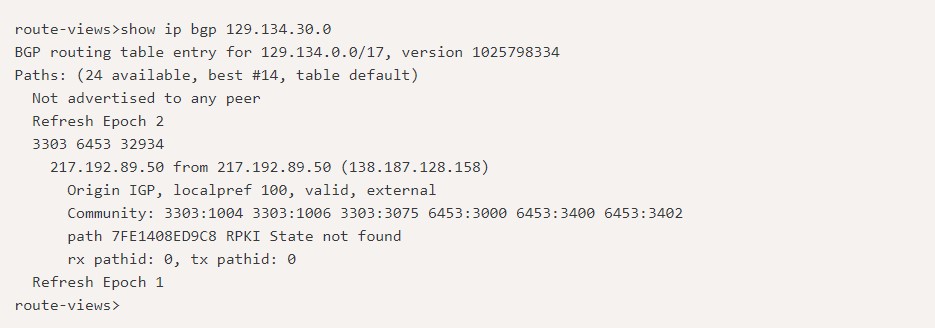 route-views>show ip bgp 129.134.30.0
BGP routing table entry for 129.134.0.0/17, version 1025798334
Paths: (24 available, best #14, table default)
Not advertised to any peer
Refresh Epoch 2
3303 6453 32934
217.192.89.50 from 217.192.89.50 (138.187.128.158)
Origin IGP, localpref 100, valid, external
Community: 3303:1004 3303:1006 3303:3075 6453:3000 6453:3400 6453:3402
path 7FE1408ED9C8 RPKI State not found
rx pathid: 0, tx pathid: 0
Refresh Epoch 1
route-views>